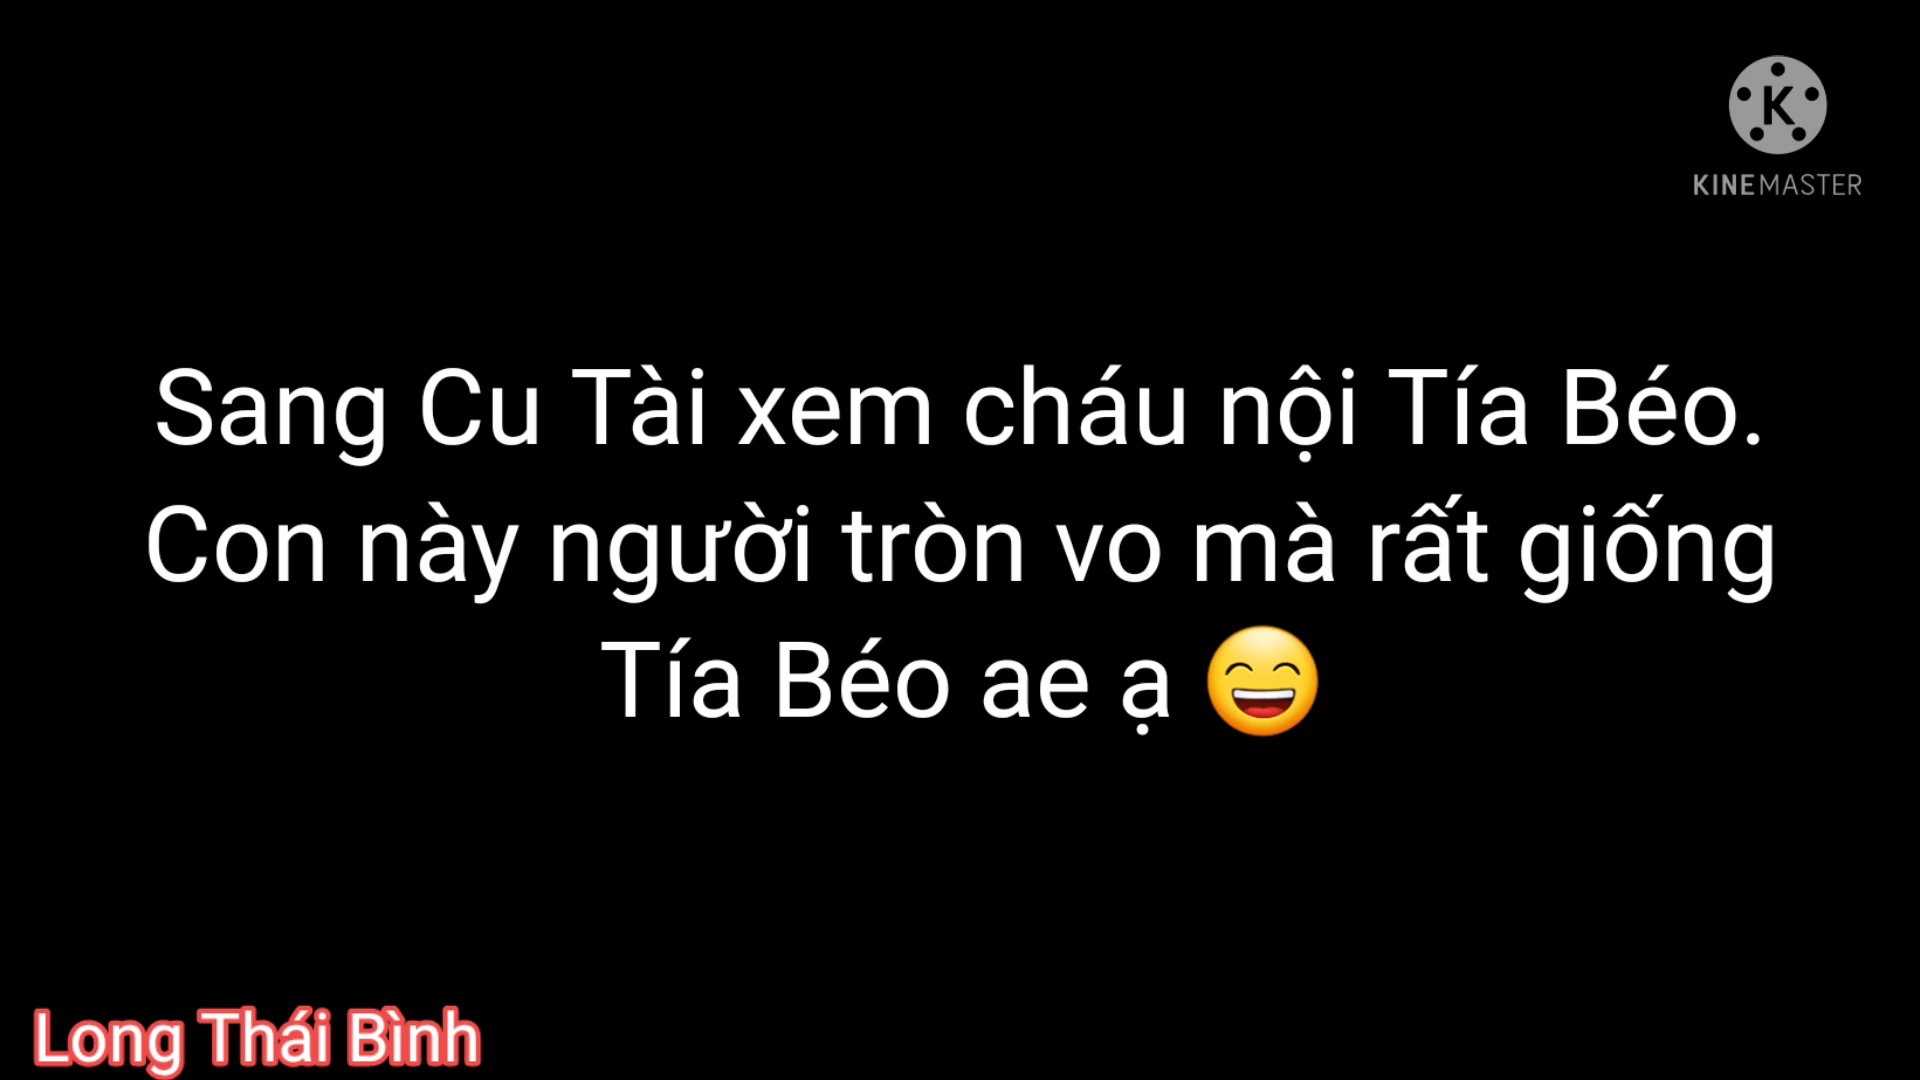 K
KINEMASTER
Sang Cu Tài xem cháu nội Tía Béo.
Con này người tròn vo mà rất giống
Tía Béo ae ạ 😄
Long Thái Bình